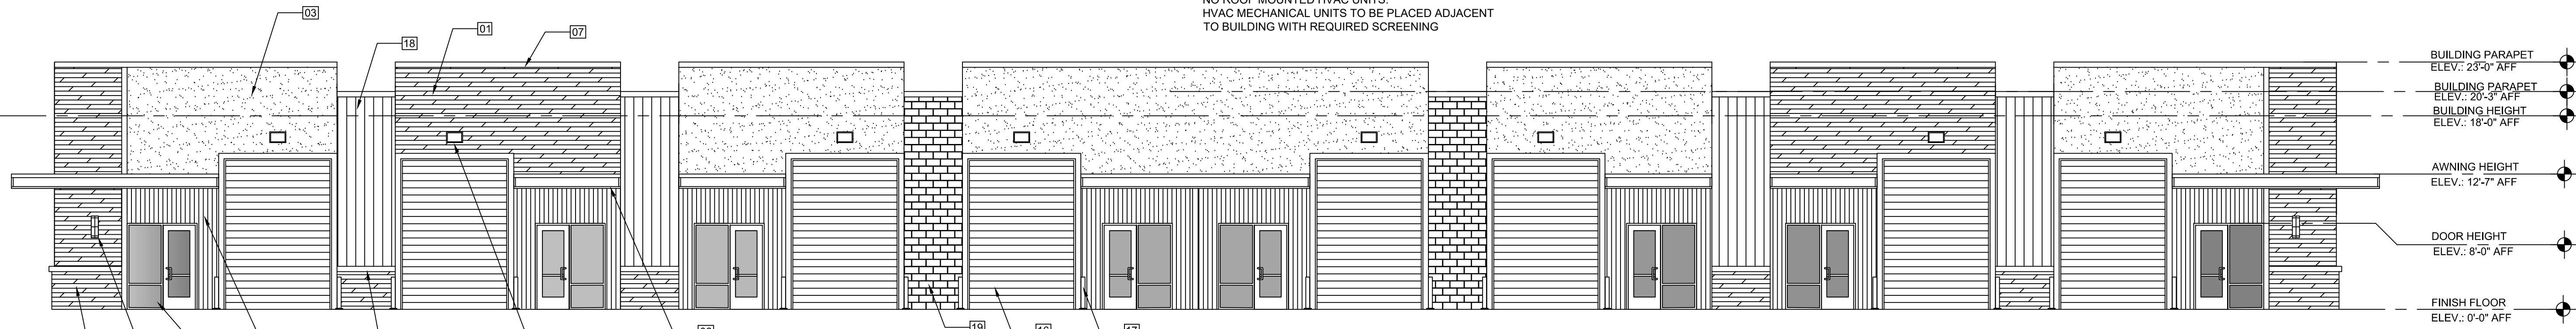 NO ROOF MOUNTED HVAC UNITS.
HVAC MECHANICAL UNITS TO BE PLACED ADJACENT
TO BUILDING WITH REQUIRED SCREENING
03
18
01
07
BUILDING PARAPET
ELEV.: 23'-0" AFF
BUILDING PARAPET
ELEV.: 20'-3" AFF
BUILDING HEIGHT
ELEV.: 18'-0" AFF
AWNING HEIGHT
ELEV.: 12'-7" AFF
DOOR HEIGHT
ELEV.: 8'-0" AFF
FINISH FLOOR
ELEV.: 0'-0" AFF
19
16
17